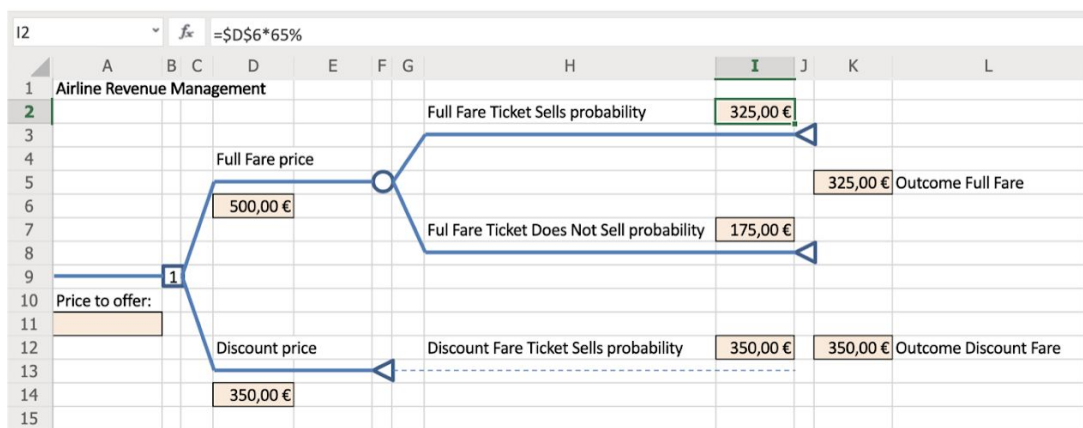 I2 fx =$D$6*65%
A B C D E F G H I J K L
1 Airline Revenue Management
2 Full Fare Ticket Sells probability 325,00 €
3
4 Full Fare price
5 325,00 € Outcome Full Fare
6 500,00 €
7 Ful Fare Ticket Does Not Sell probability 175,00 €
8
9 1
10 Price to offer:
11
12 Discount price Discount Fare Ticket Sells probability 350,00 € 350,00 € Outcome Discount Fare
13
14 350,00 €
15